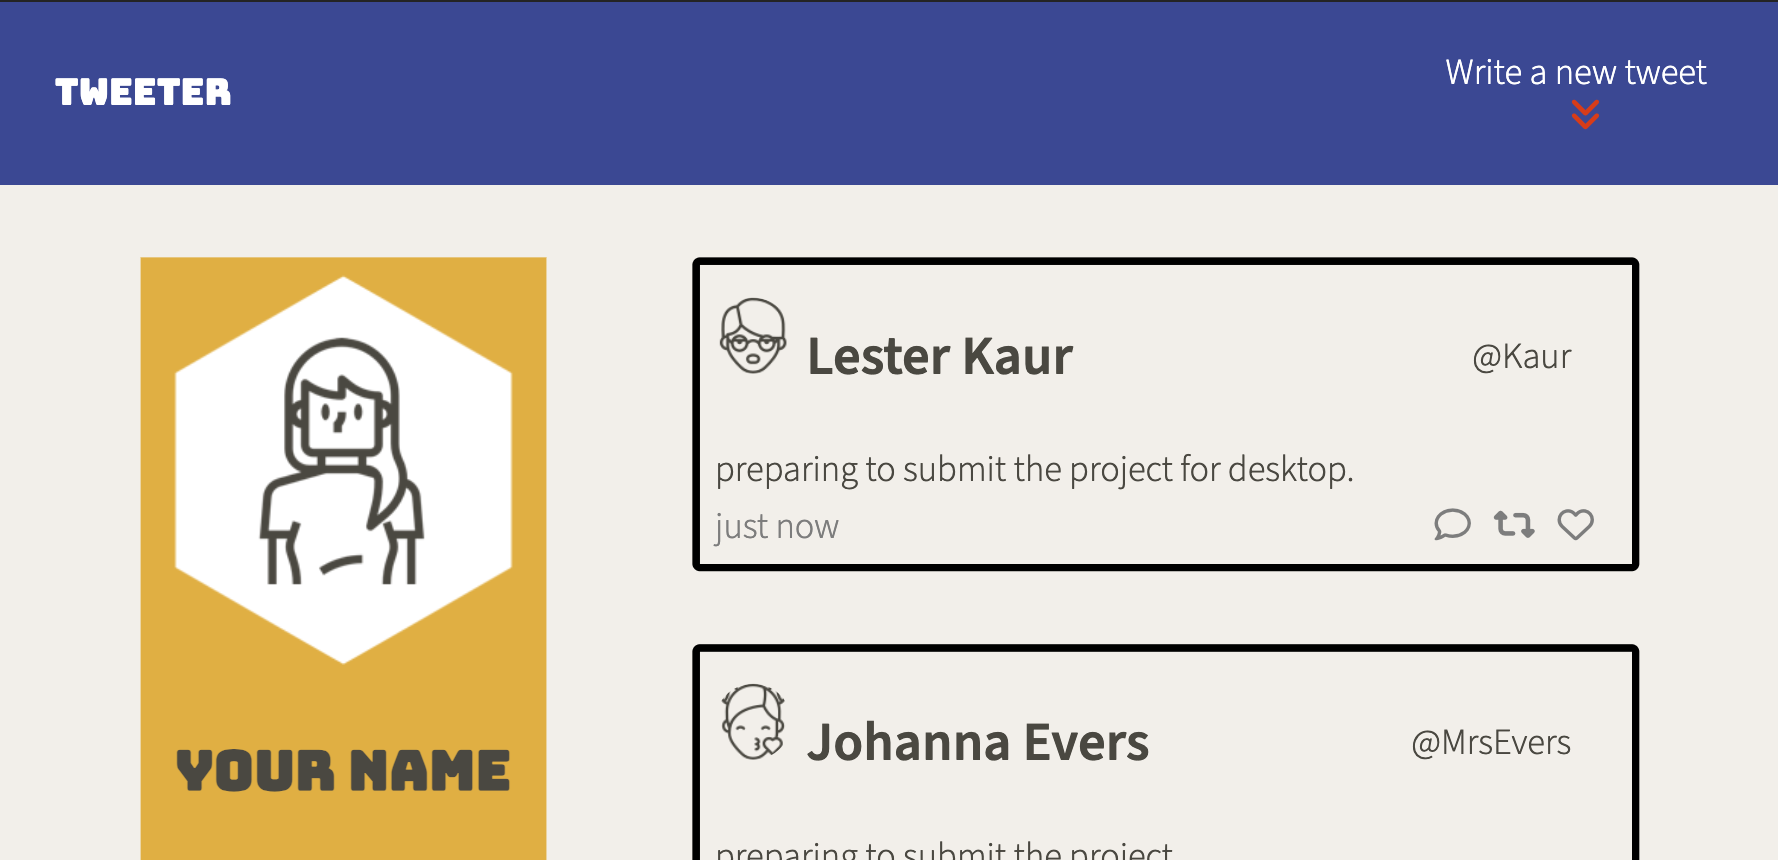 TWEETER
Write a new tweet
YOUR NAME
Lester Kaur
@Kaur
preparing to submit the project for desktop.
just now
Johanna Evers
@MrsEvers
preparing to submit the project